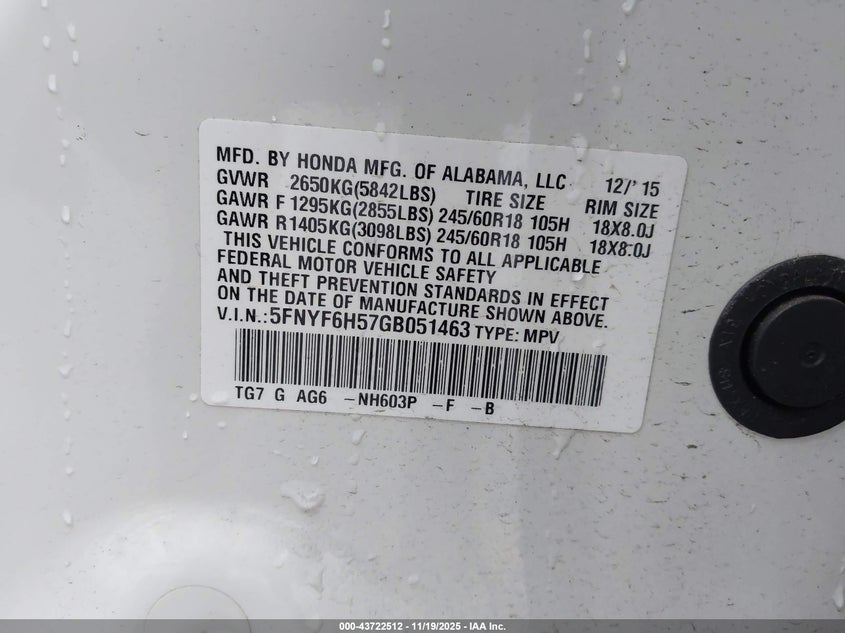 MFD. BY HONDA MFG. OF ALABAMA, LLC 12/'15
GVWR 2650KG(5842LBS) TIRE SIZE RIM SIZE
GAWR F 1295KG(2855LBS) 245/60R18 105H 18X8.0J
GAWR R1405KG(3098LBS) 245/60R18 105H 18X8.0J
THIS VEHICLE CONFORMS TO ALL APPLICABLE
FEDERAL MOTOR VEHICLE SAFETY
AND THEFT PREVENTION STANDARDS IN EFFECT
ON THE DATE OF MANUFACTURE SHOWN ABOVE.
V.I.N.:5FNYF6H57GB051463 TYPE: MPV
TG7 G AG6 -NH603P -F -B
000-43722512 - 11/19/2025 - IAA Inc.